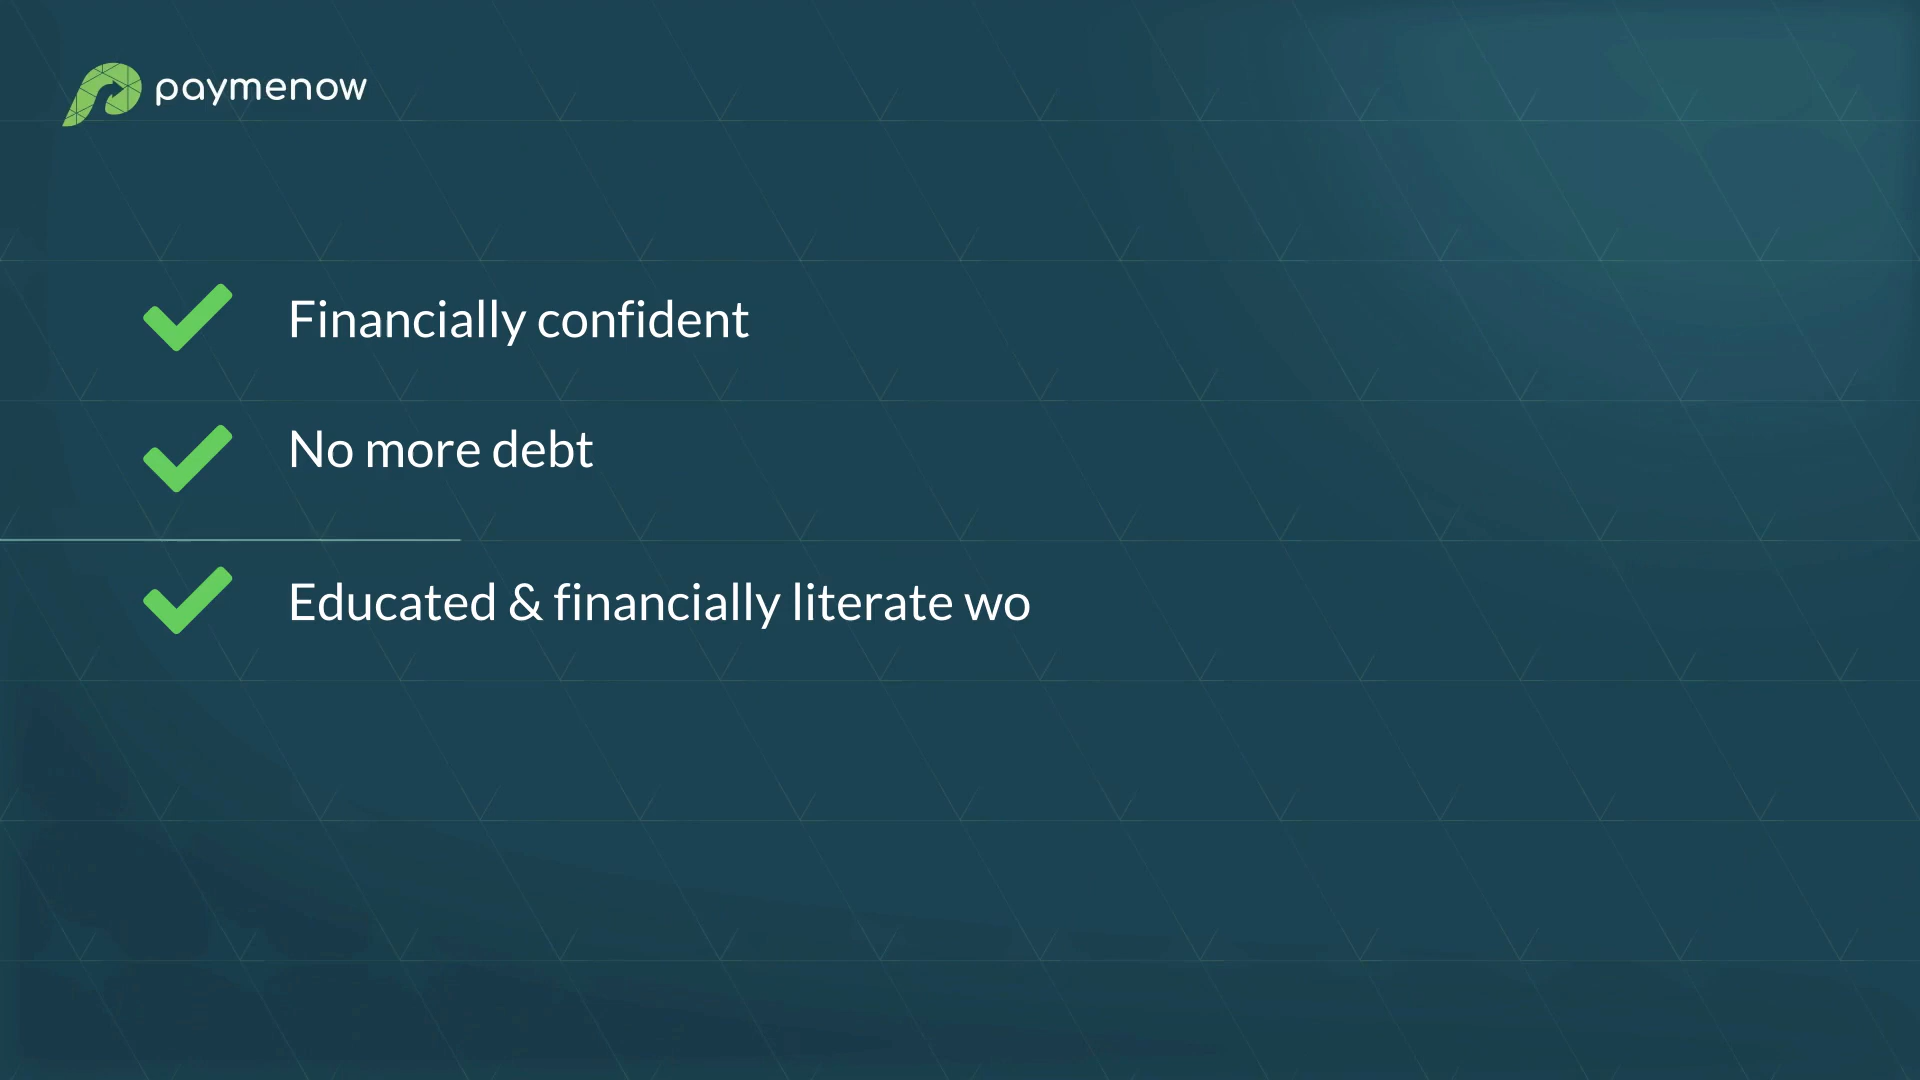 paymenow
Financially confident
No more debt
Educated & financially literate wo